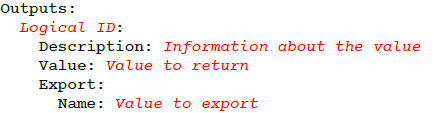 Outputs:
  Logical ID:
    Description: Information about the value
    Value: Value to return
    Export:
      Name: Value to export